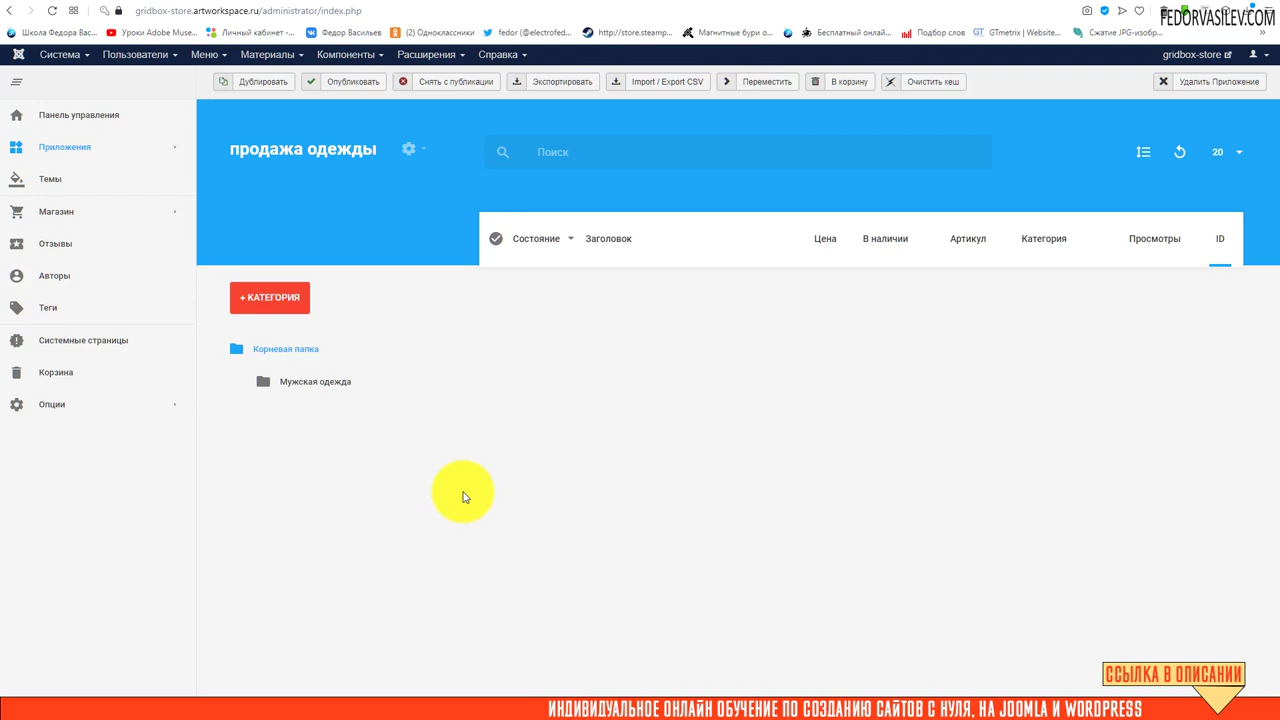 gridbox-store.artworkspace.ru/administrator/index.php
FEDORVASILEV.COM
Школа Федора Вас... Уроки Adobe Muse... Личный кабинет -... Федор Васильев Одноклассники fedor (@electrofed... http://store.steamp... Магнитные бури о... Бесплатный онлай... Подбор слов GTmetrix | Website... Сжатие JPG-изобр... »
Система Пользователи Меню Материалы Компоненты Расширения Справка gridbox-store
Дублировать Опубликовать Снять с публикации Экспортировать Import / Export CSV Переместить В корзину Очистить кеш Удалить Приложение
Панель управления
Приложения
Темы
Магазин
Отзывы
Авторы
Теги
Системные страницы
Корзина
Опции
продажа одежды Поиск 20
Состояние Заголовок Цена В наличии Артикул Категория Просмотры ID
+ КАТЕГОРИЯ
Корневая папка
Мужская одежда
ССЫЛКА В ОПИСАНИИ
ИНДИВИДУАЛЬНОЕ ОНЛАЙН ОБУЧЕНИЕ ПО СОЗДАНИЮ САЙТОВ С НУЛЯ, НА JOOMLA И WORDPRESS